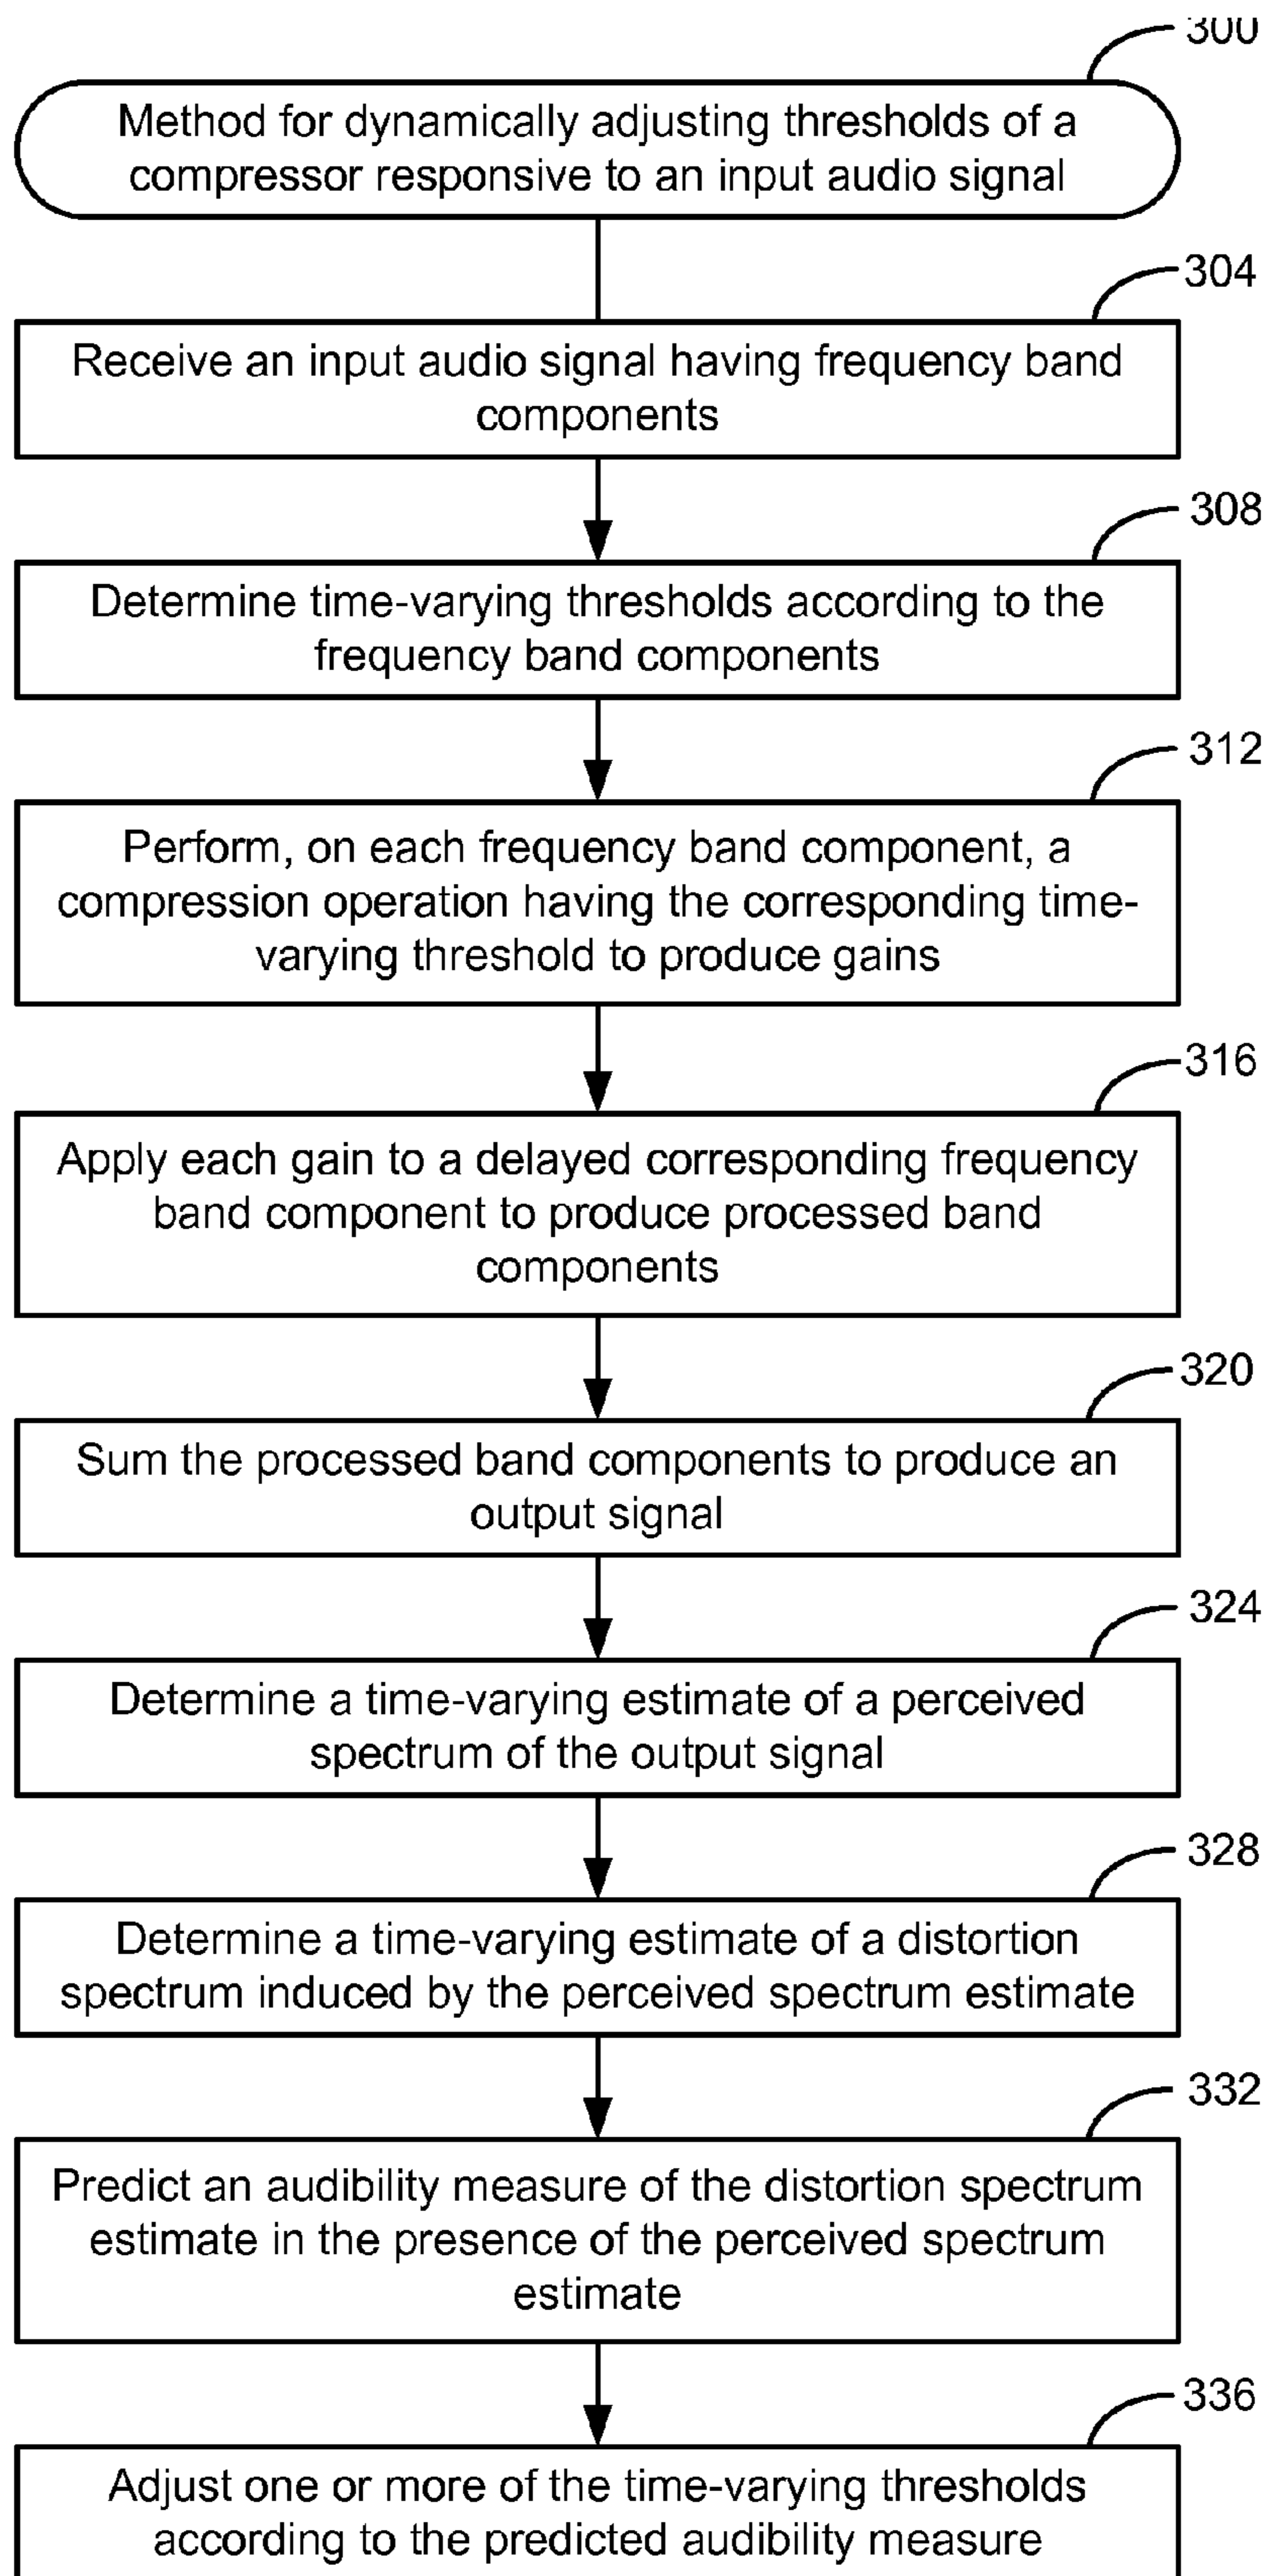 300
Method for dynamically adjusting thresholds of a
compressor responsive to an input audio signal
304
Receive an input audio signal having frequency band
components
308
Determine time-varying thresholds according to the
frequency band components
312
Perform, on each frequency band component, a
compression operation having the corresponding time-
varying threshold to produce gains
316
Apply each gain to a delayed corresponding frequency
band component to produce processed band
components
320
Sum the processed band components to produce an
output signal
324
Determine a time-varying estimate of a perceived
spectrum of the output signal
328
Determine a time-varying estimate of a distortion
spectrum induced by the perceived spectrum estimate
332
Predict an audibility measure of the distortion spectrum
estimate in the presence of the perceived spectrum
estimate
336
Adjust one or more of the time-varying thresholds
according to the predicted audibility measure